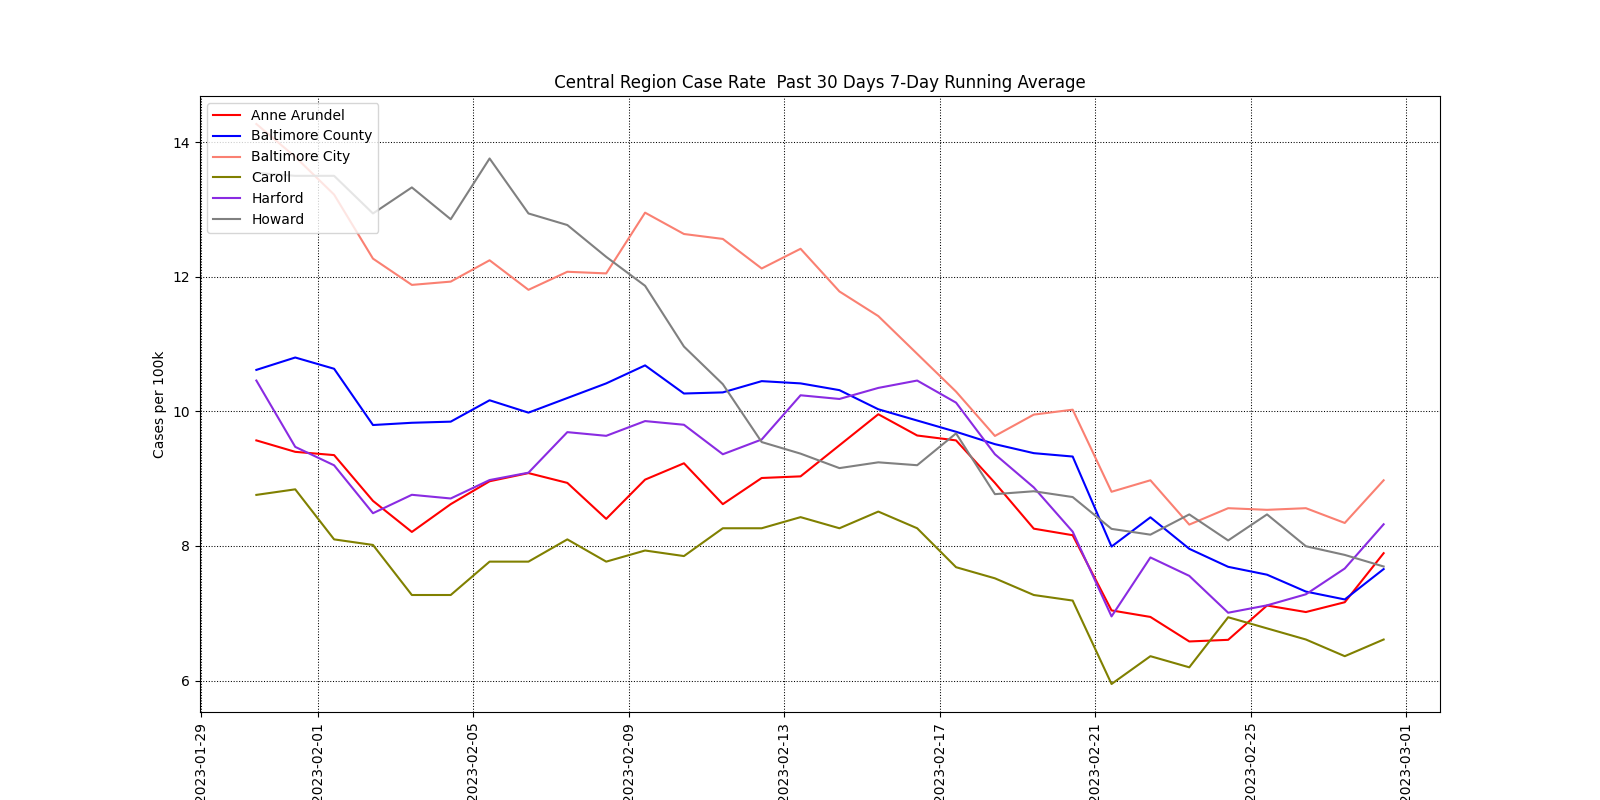 Central Region Case Rate  Past 30 Days 7-Day Running Average
Anne Arundel
Baltimore County
Baltimore City
Caroll
Harford
Howard
14
12
10
8
6
Cases per 100k
2023-01-29
2023-02-01
2023-02-05
2023-02-09
2023-02-13
2023-02-17
2023-02-21
2023-02-25
2023-03-01